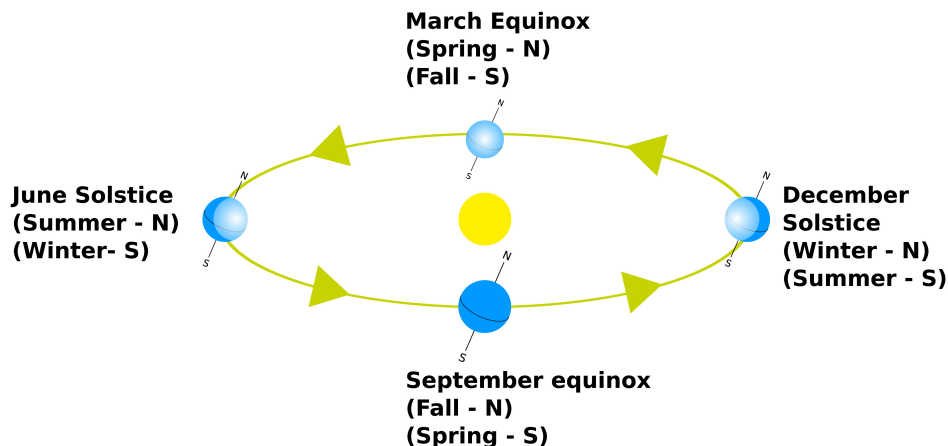 March Equinox
(Spring - N)
(Fall - S)
N
S
June Solstice
(Summer - N)
(Winter- S)
N
S
N
S
December
Solstice
(Winter - N)
(Summer - S)
N
S
September equinox
(Fall - N)
(Spring - S)